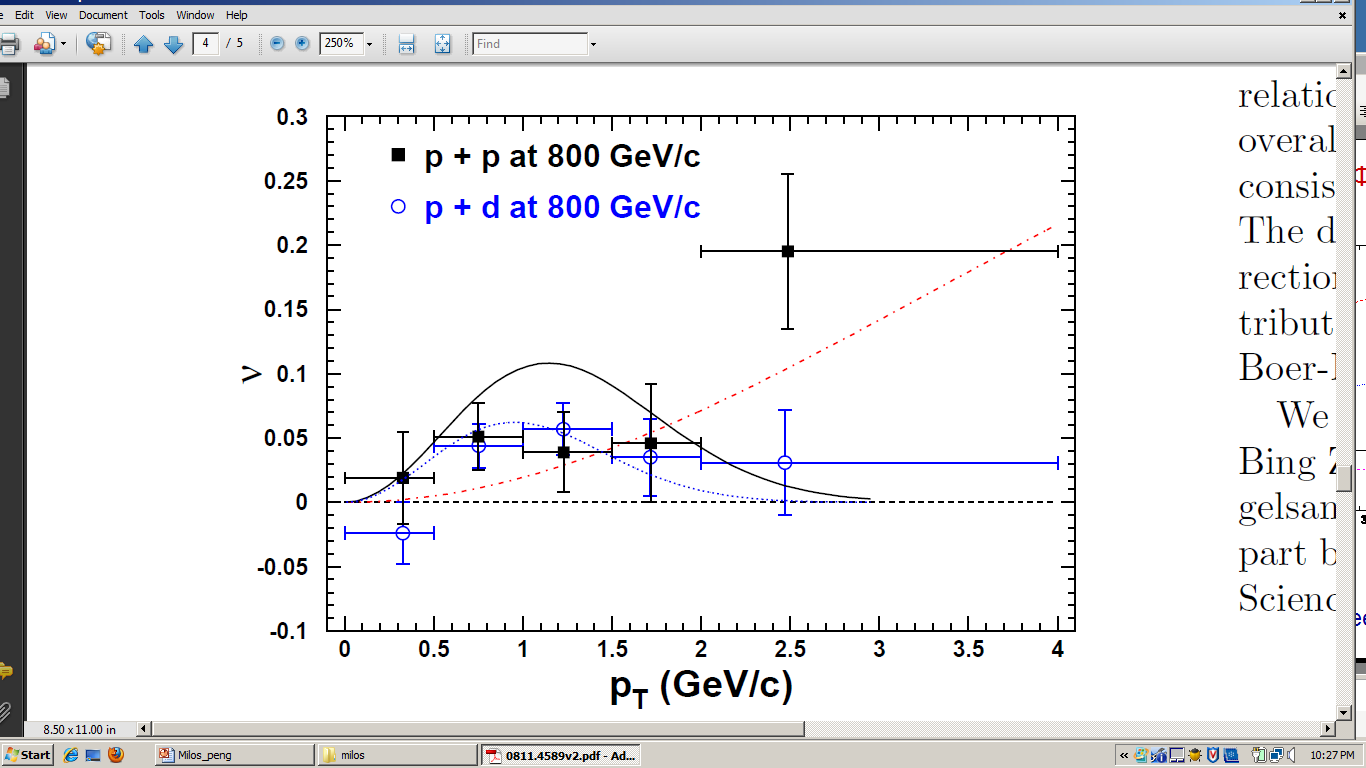 Edit View Document Tools Window Help
4 / 5 250% Find
0.3
0.25
0.2
0.15
0.1
0.05
0
-0.05
-0.1
ν
p + p at 800 GeV/c
p + d at 800 GeV/c
0 0.5 1 1.5 2 2.5 3 3.5 4
pT (GeV/c)
relatio
overal
consis
The d
rection
tribut
Boer-
We
Bing
gelsan
part b
Scienc
8.50 x 11.00 in
Start Milos_peng milos 0811.4589v2.pdf - Ad... « 10:27 PM